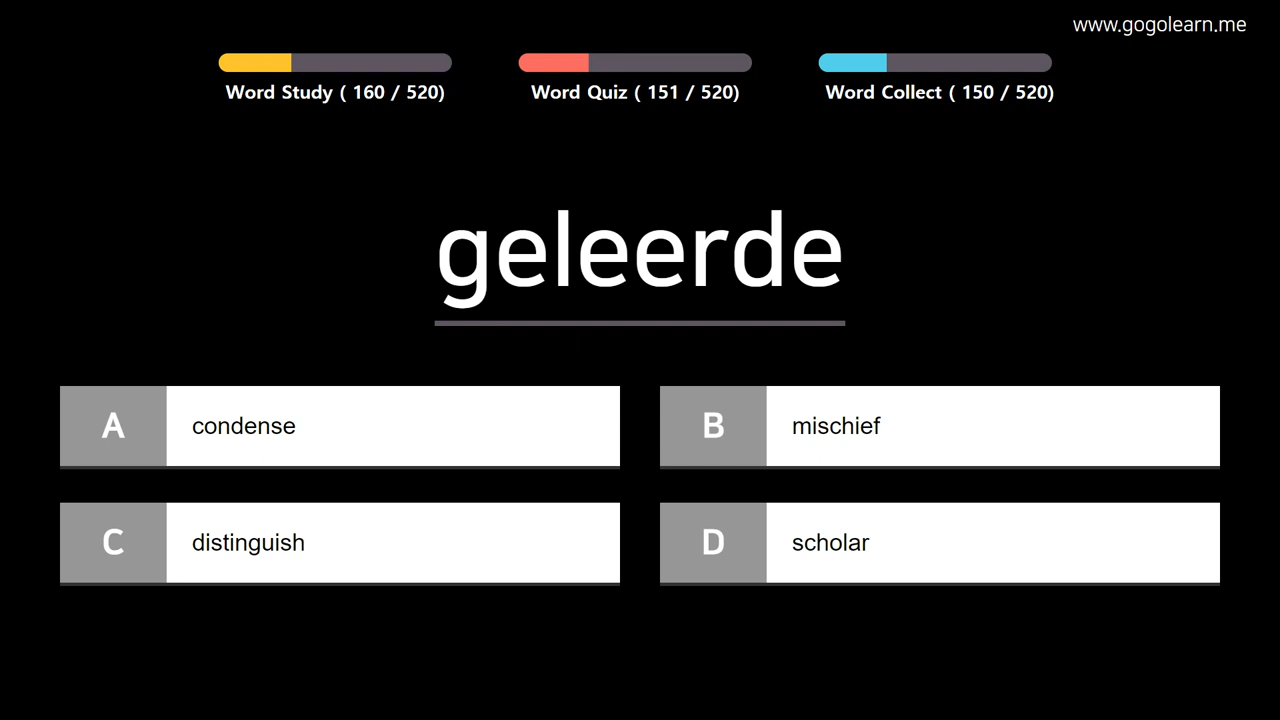 www.gogolearn.me
Word Study ( 160 / 520)
Word Quiz ( 151 / 520)
Word Collect ( 150 / 520)
geleerde
A condense
B mischief
C distinguish
D scholar